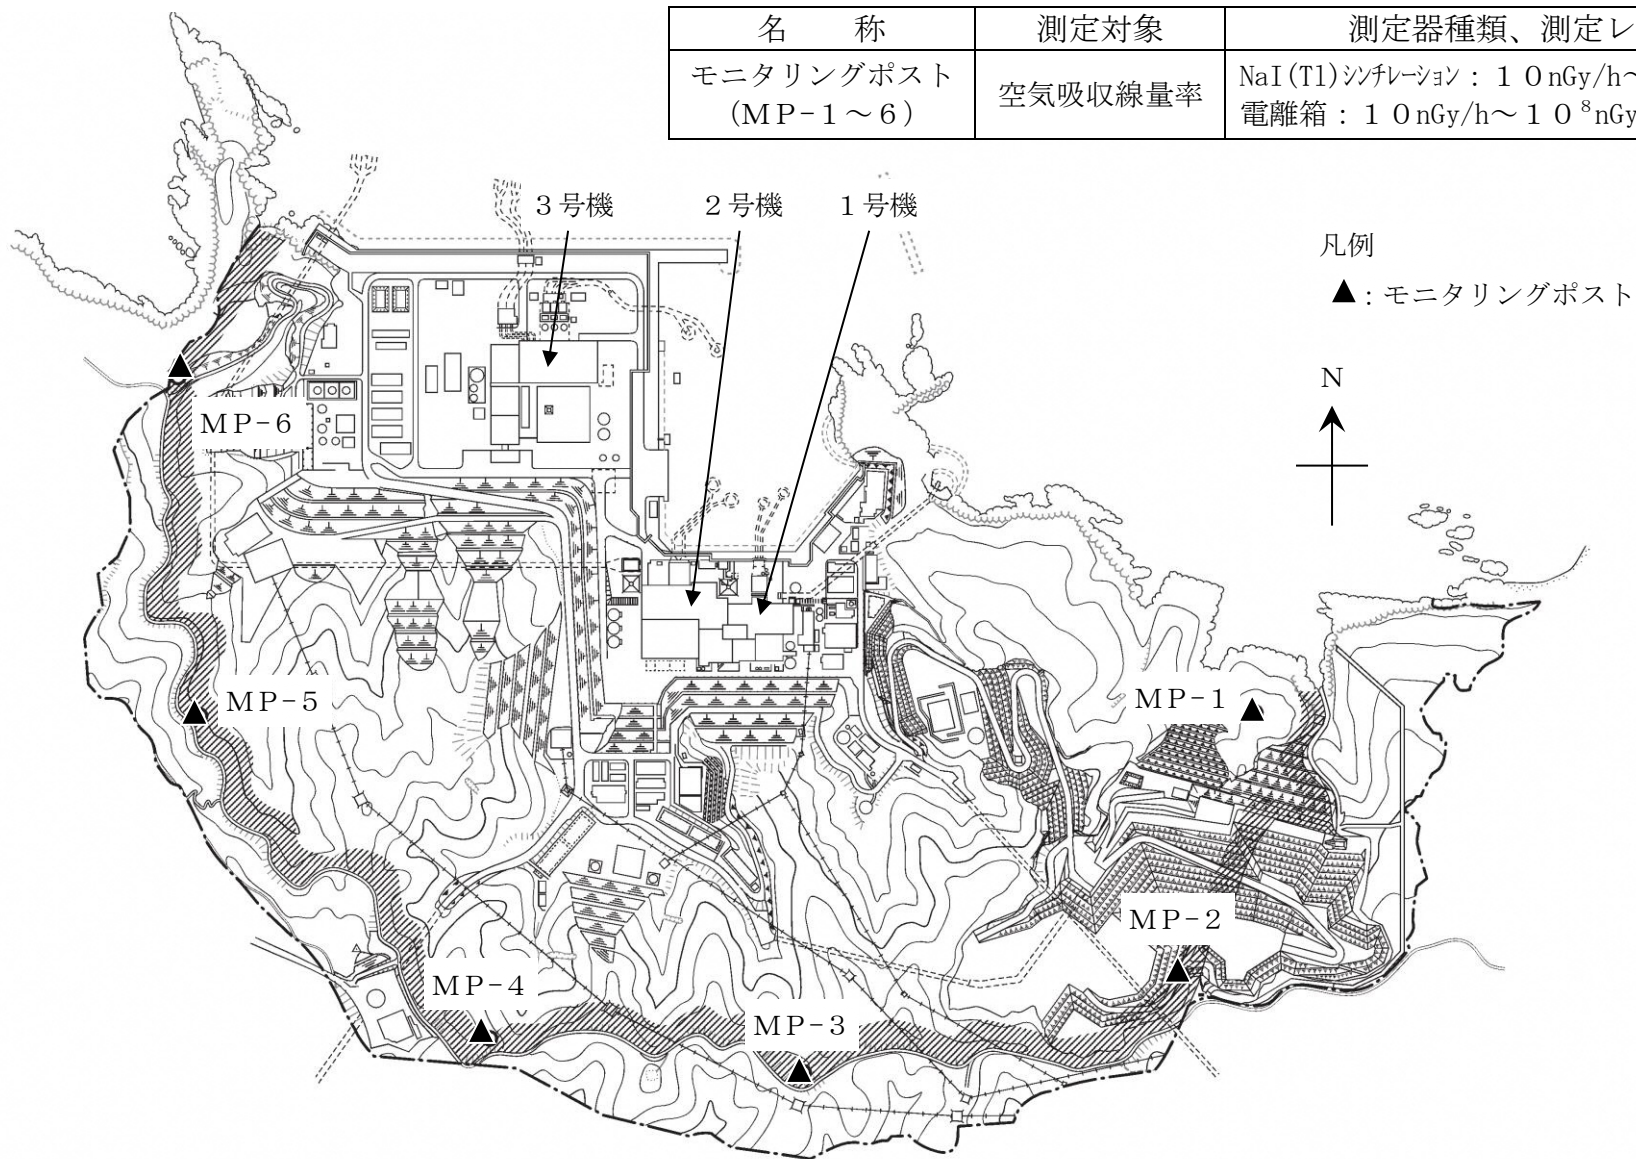 名　　称 測定対象 測定器種類、測定レ
モニタリングポスト
(ＭＰ-１～６)
空気吸収線量率
NaI(Tl)ｼﾝﾁﾚｰｼｮﾝ：１０nGy/h～
電離箱：１０nGy/h～１０⁸nGy
３号機 ２号機 １号機
凡例
▲：モニタリングポスト
N
ＭＰ-６
ＭＰ-５
ＭＰ-１
ＭＰ-２
ＭＰ-４
ＭＰ-３